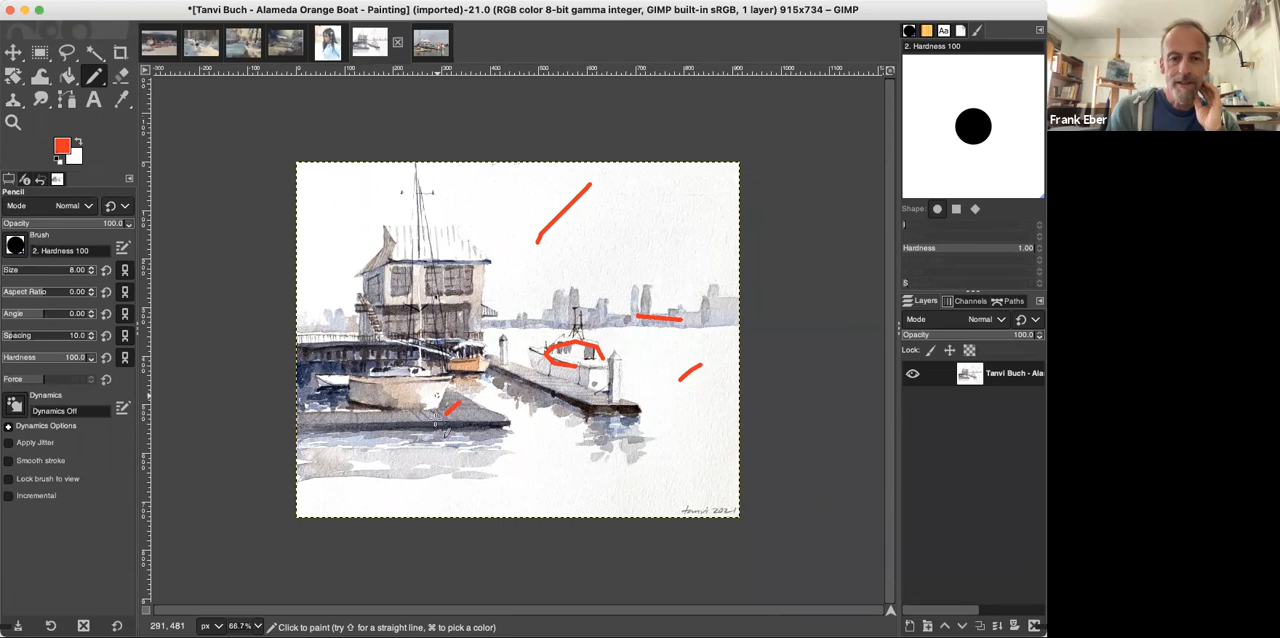 *[Tanvi Buch - Alameda Orange Boat - Painting] (imported)-21.0 (RGB color 8-bit gamma integer, GIMP built-in sRGB, 1 layer) 915x734 – GIMP
Aa
2. Hardness 100
Frank Eber
Pencil
Mode Normal
Opacity 100.0
Brush
2. Hardness 100
Size 8.00
Aspect Ratio 0.00
Angle 0.00
Spacing 10.0
Hardness 100.0
Force
Dynamics
Dynamics Off
Dynamics Options
Apply Jitter
Smooth stroke
Lock brush to view
Incremental
Shape:
Hardness 1.00
Layers Channels Paths
Mode Normal
Opacity 100.0
Lock:
Tanvi Buch - Ala
tanvi 2021
291, 481 px 66.7% Click to paint (try ⇧ for a straight line, ⌘ to pick a color)